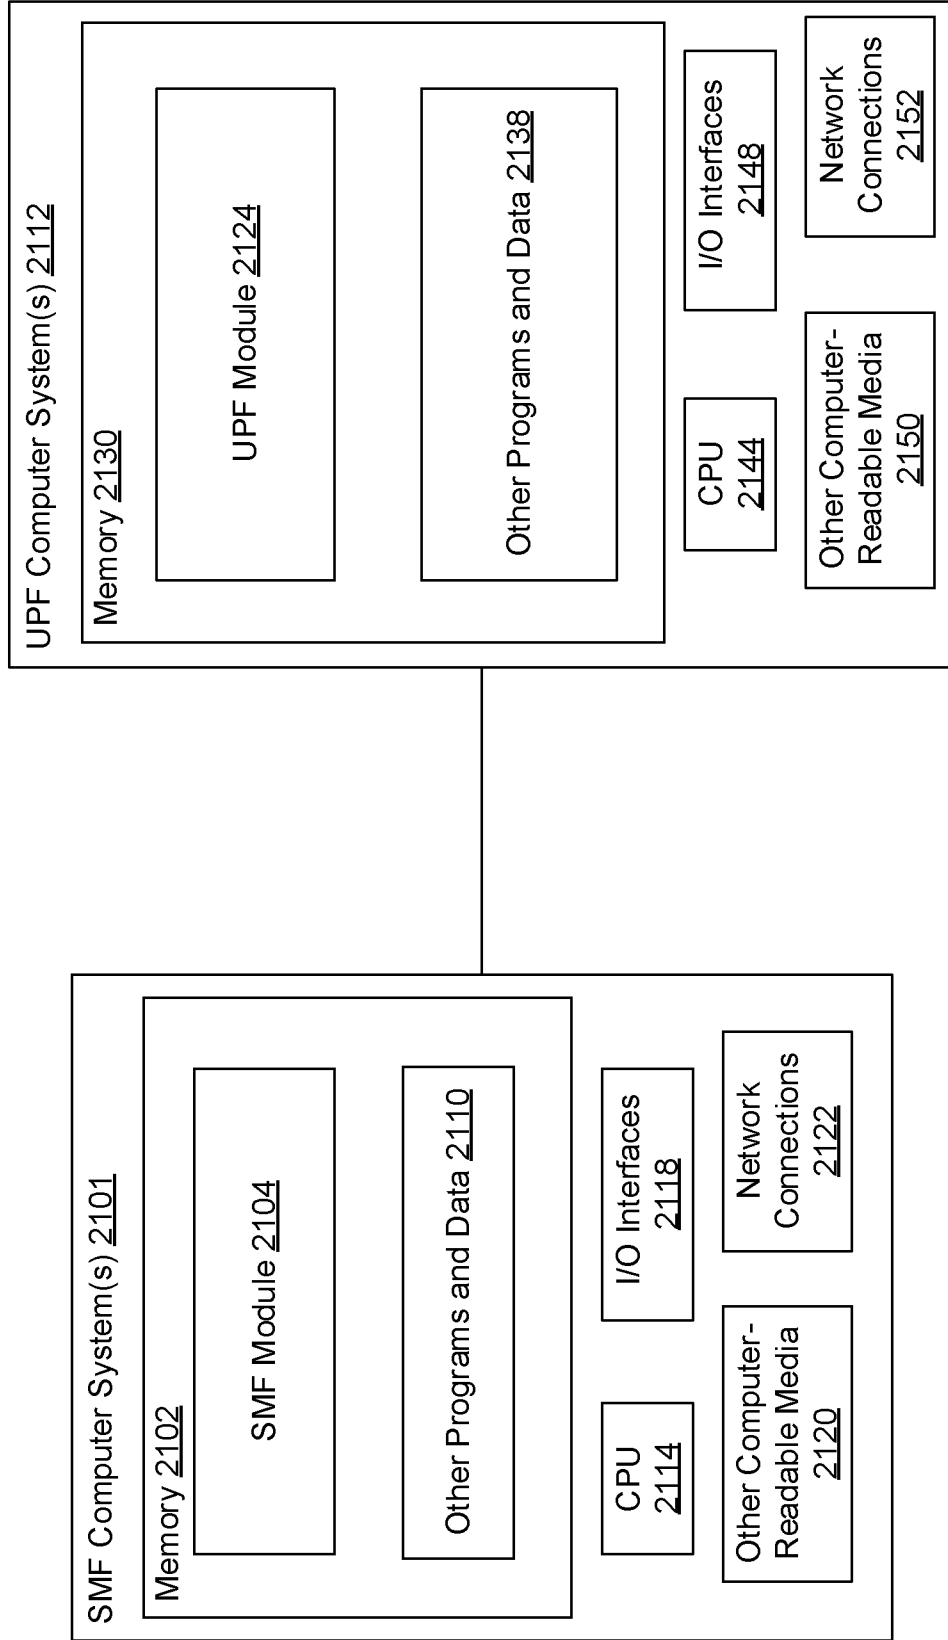 SMF Computer System(s) 2101
Memory 2102
SMF Module 2104
Other Programs and Data 2110
CPU
2114
I/O Interfaces
2118
Other Computer-
Readable Media
2120
Network
Connections
2122
UPF Computer System(s) 2112
Memory 2130
UPF Module 2124
Other Programs and Data 2138
CPU
2144
I/O Interfaces
2148
Other Computer-
Readable Media
2150
Network
Connections
2152